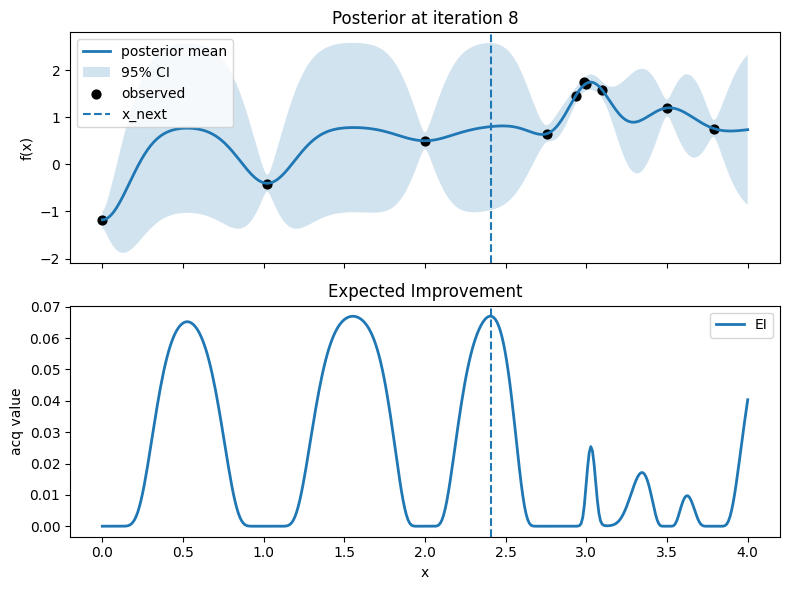 Posterior at iteration 8
posterior mean
95% CI
observed
x_next
f(x)
2
1
0
−1
−2
Expected Improvement
EI
acq value
0.07
0.06
0.05
0.04
0.03
0.02
0.01
0.00
0.0 0.5 1.0 1.5 2.0 2.5 3.0 3.5 4.0
x